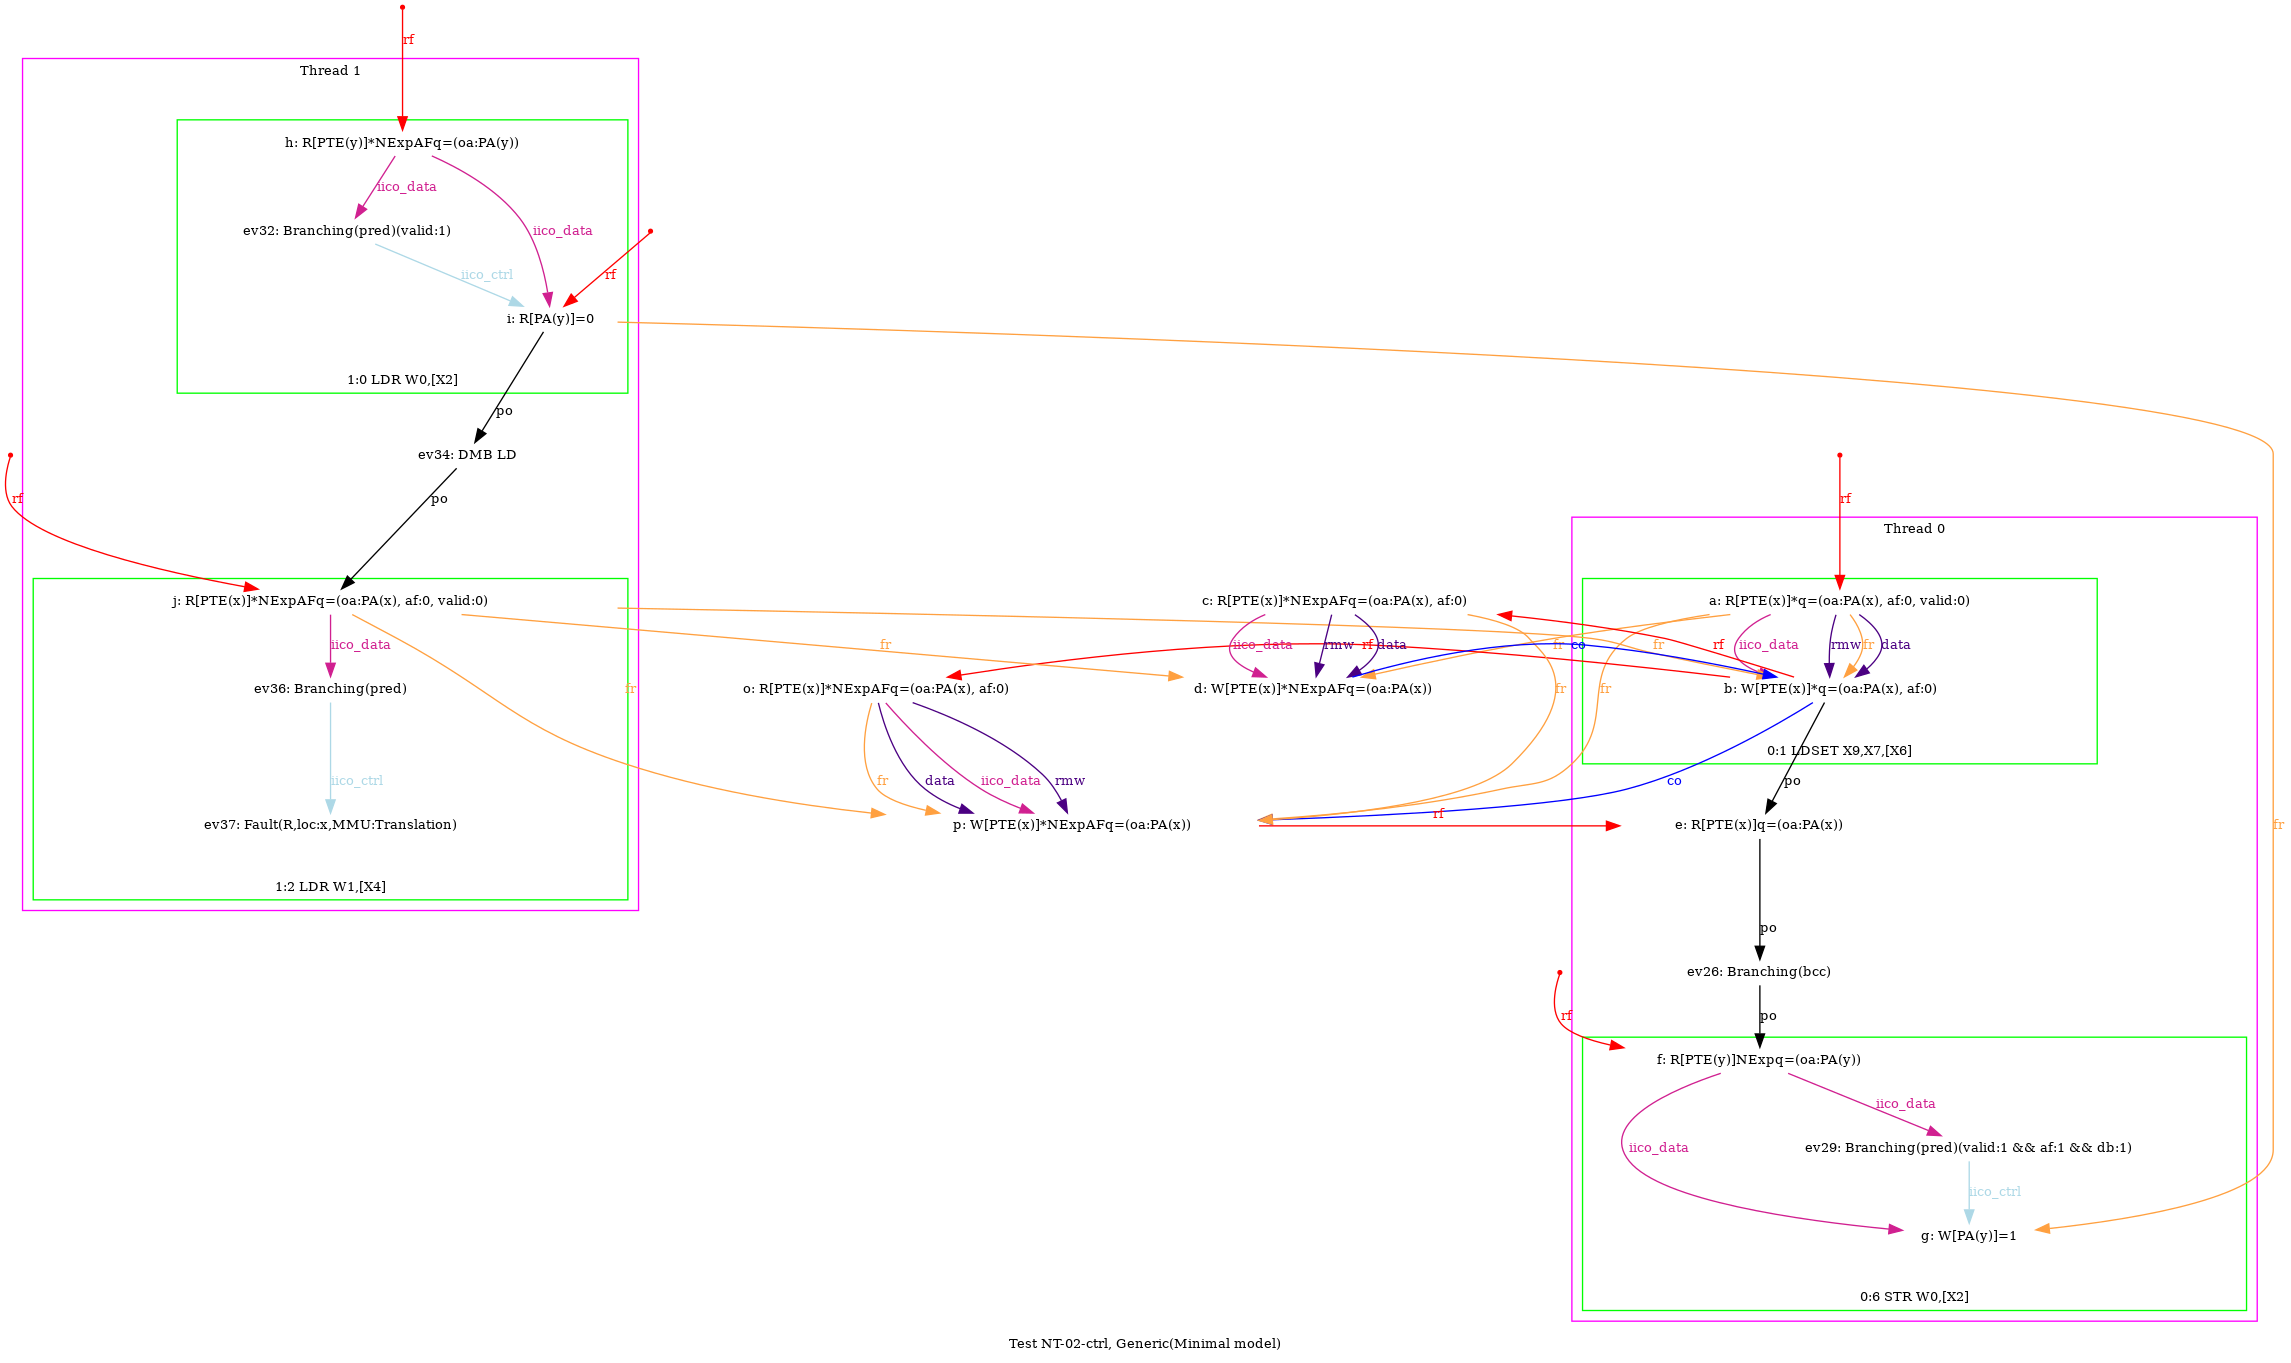 rf
Thread 1
h: R[PTE(y)]*NExpAFq=(oa:PA(y))
iico_data
ev32: Branching(pred)(valid:1)
iico_data
iico_ctrl
rf
i: R[PA(y)]=0
1:0 LDR W0,[X2]
po
ev34: DMB LD
rf
po
rf
Thread 0
j: R[PTE(x)]*NExpAFq=(oa:PA(x), af:0, valid:0)
c: R[PTE(x)]*NExpAFq=(oa:PA(x), af:0)
a: R[PTE(x)]*q=(oa:PA(x), af:0, valid:0)
iico_data
fr
iico_data
rmw
rf
data
fr
co
fr
rf
iico_data
rmw
fr
data
ev36: Branching(pred)
fr
o: R[PTE(x)]*NExpAFq=(oa:PA(x), af:0)
d: W[PTE(x)]*NExpAFq=(oa:PA(x))
fr
fr
b: W[PTE(x)]*q=(oa:PA(x), af:0)
0:1 LDSET X9,X7,[X6]
iico_ctrl
fr
data
iico_data
rmw
co
po
ev37: Fault(R,loc:x,MMU:Translation)
p: W[PTE(x)]*NExpAFq=(oa:PA(x))
rf
e: R[PTE(x)]q=(oa:PA(x))
fr
1:2 LDR W1,[X4]
po
ev26: Branching(bcc)
rf
po
f: R[PTE(y)]NExpq=(oa:PA(y))
iico_data
iico_data
ev29: Branching(pred)(valid:1 && af:1 && db:1)
iico_ctrl
g: W[PA(y)]=1
0:6 STR W0,[X2]
Test NT-02-ctrl, Generic(Minimal model)